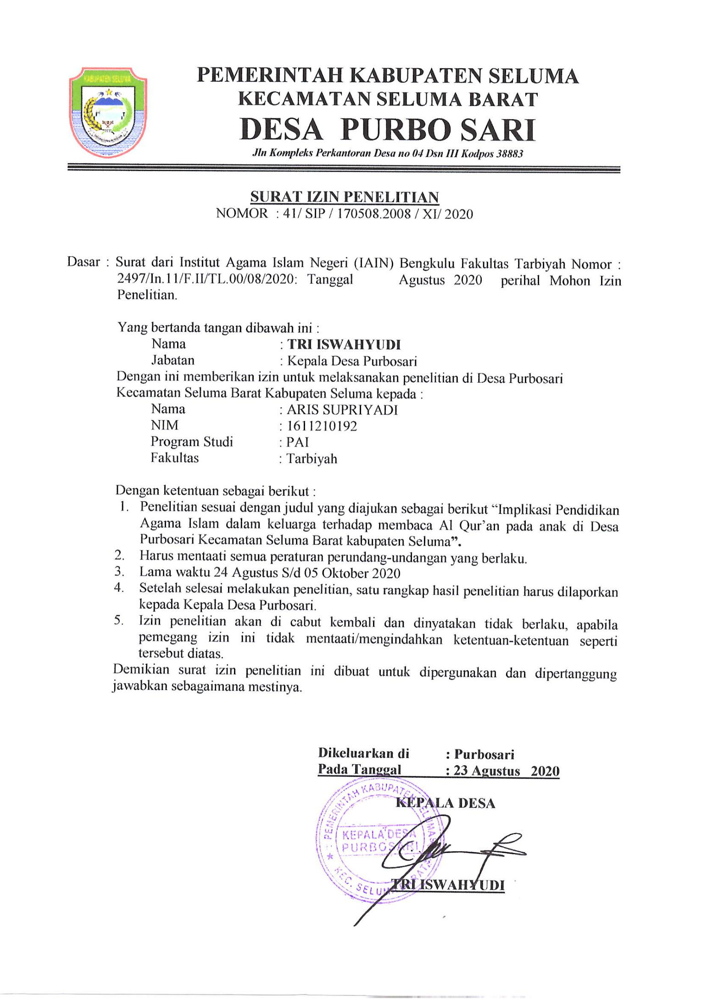 KABUPATEN SELUMA
PEMERINTAH KABUPATEN SELUMA
KECAMATAN SELUMA BARAT
DESA PURBO SARI
Jln Kompleks Perkantoran Desa no 04 Dsn III Kodpos 38883
SURAT IZIN PENELITIAN
NOMOR : 41/ SIP / 170508.2008 / XI/ 2020
Dasar : Surat dari Institut Agama Islam Negeri (IAIN) Bengkulu Fakultas Tarbiyah Nomor :
2497/In.11/F.II/TL.00/08/2020: Tanggal Agustus 2020 perihal Mohon Izin
Penelitian.
Yang bertanda tangan dibawah ini :
Nama : TRI ISWAHYUDI
Jabatan : Kepala Desa Purbosari
Dengan ini memberikan izin untuk melaksanakan penelitian di Desa Purbosari
Kecamatan Seluma Barat Kabupaten Seluma kepada :
Nama : ARIS SUPRIYADI
NIM : 1611210192
Program Studi : PAI
Fakultas : Tarbiyah
Dengan ketentuan sebagai berikut :
1. Penelitian sesuai dengan judul yang diajukan sebagai berikut “Implikasi Pendidikan
Agama Islam dalam keluarga terhadap membaca Al Qur’an pada anak di Desa
Purbosari Kecamatan Seluma Barat kabupaten Seluma”.
2. Harus mentaati semua peraturan perundang-undangan yang berlaku.
3. Lama waktu 24 Agustus S/d 05 Oktober 2020
4. Setelah selesai melakukan penelitian, satu rangkap hasil penelitian harus dilaporkan
kepada Kepala Desa Purbosari.
5. Izin penelitian akan di cabut kembali dan dinyatakan tidak berlaku, apabila
pemegang izin ini tidak mentaati/mengindahkan ketentuan-ketentuan seperti
tersebut diatas.
Demikian surat izin penelitian ini dibuat untuk dipergunakan dan dipertanggung
jawabkan sebagaimana mestinya.
Dikeluarkan di : Purbosari
Pada Tanggal : 23 Agustus 2020
KEPALA DESA
PEMERINTAH KABUPATEN SELUMA
KEPALA DESA
PURBOSARI
KEC. SELUMA BARAT
TRI ISWAHYUDI